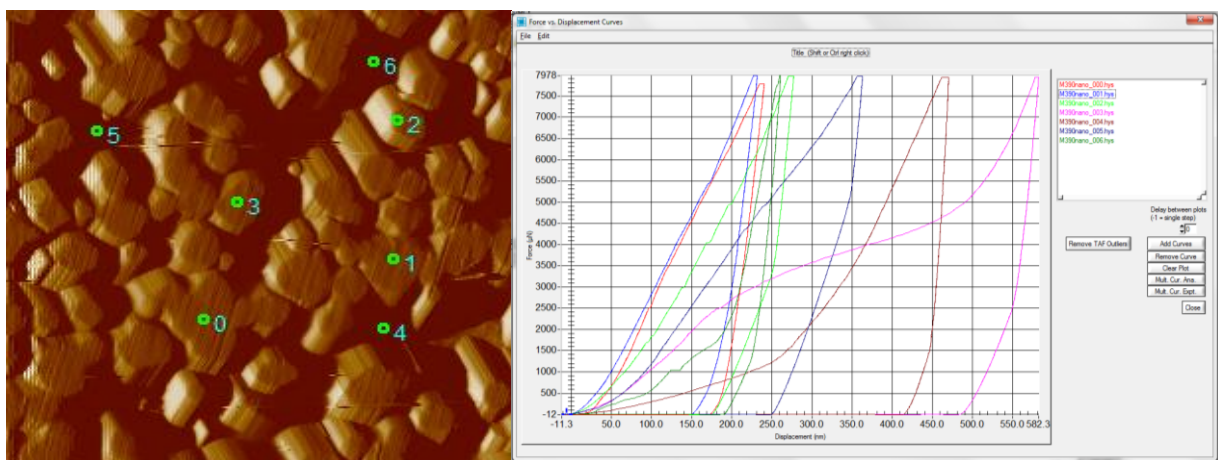 6
2
5
3
1
0
4
Force vs. Displacement Curves
File Edit
Title (Shift or Ctrl right click)
7978
7500
7000
6500
6000
5500
5000
4500
4000
3500
3000
2500
2000
1500
1000
500
-12
Force (µN)
-11.3 50.0 100.0 150.0 200.0 250.0 300.0 350.0 400.0 450.0 500.0 550.0 582.3
Displacement (nm)
M390nano_000.hys
M390nano_001.hys
M390nano_002.hys
M390nano_003.hys
M390nano_004.hys
M390nano_005.hys
M390nano_006.hys
Delay between plots
(-1 = single step)
0
Remove TAF Outliers
Add Curves
Remove Curve
Clear Plot
Mult. Cur. Ana.
Mult. Cur. Expt.
Close